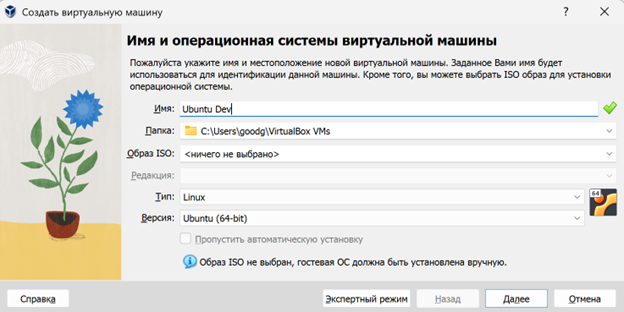 Создать виртуальную машину
Имя и операционная системы виртуальной машины
Пожалуйста укажите имя и местоположение новой виртуальной машины. Заданное Вами имя будет
использоваться для идентификации данной машины. Кроме того, вы можете выбрать ISO образ для установки
операционной системы.
Имя: Ubuntu Dev
Папка: C:\Users\goodg\VirtualBox VMs
Образ ISO: <ничего не выбрано>
Редакция:
Тип: Linux
64
Версия: Ubuntu (64-bit)
Пропустить автоматическую установку
Образ ISO не выбран, гостевая ОС должна быть установлена вручную.
Справка Экспертный режим Назад Далее Отмена